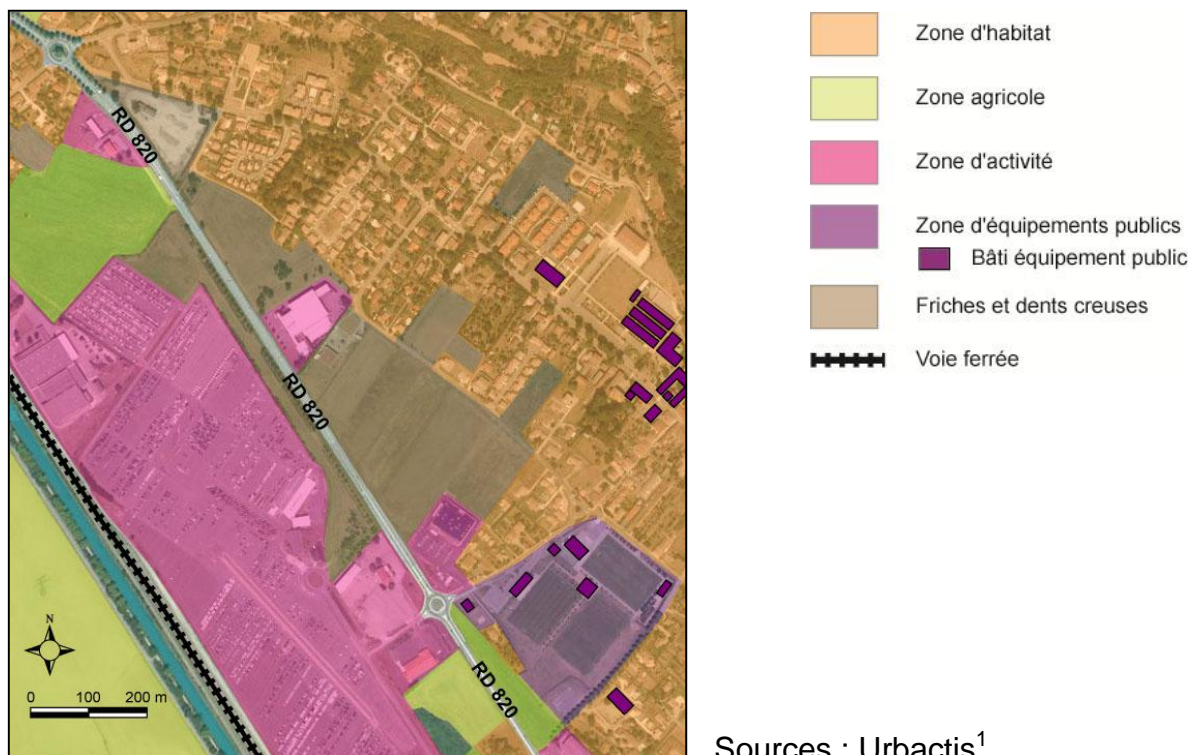 RD 820
RD 820
RD 820
N
0 100 200 m
Zone d'habitat
Zone agricole
Zone d'activité
Zone d'équipements publics
Bâti équipement public
Friches et dents creuses
Voie ferrée
Sources : Urbactis1